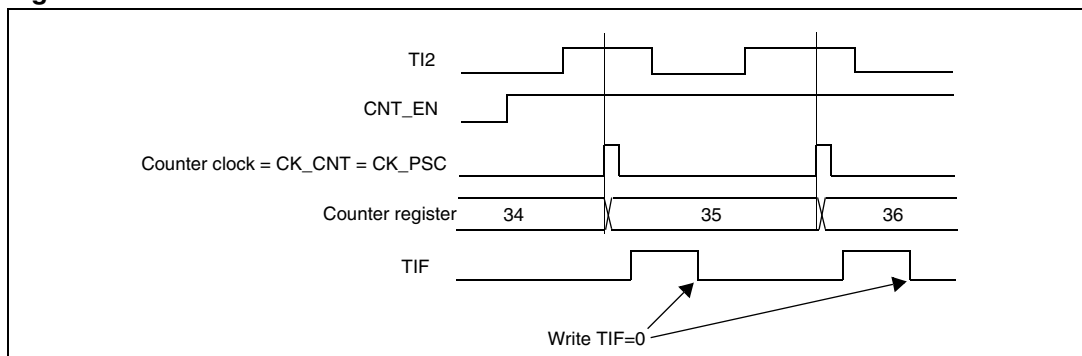 TI2
CNT_EN
Counter clock = CK_CNT = CK_PSC
Counter register 34 35 36
TIF
Write TIF=0